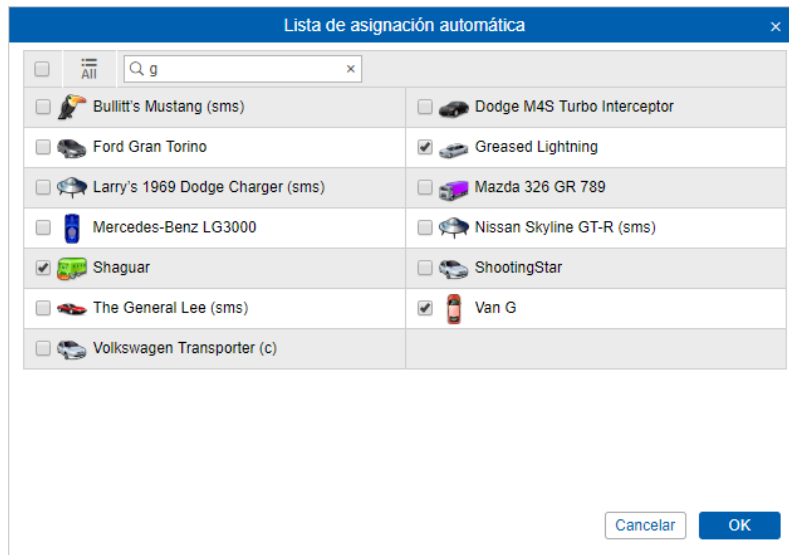 Lista de asignación automática ×
All g ×
Bullitt's Mustang (sms) Dodge M4S Turbo Interceptor
Ford Gran Torino Greased Lightning
Larry's 1969 Dodge Charger (sms) Mazda 326 GR 789
Mercedes-Benz LG3000 Nissan Skyline GT-R (sms)
Shaguar ShootingStar
The General Lee (sms) Van G
Volkswagen Transporter (c)
Cancelar OK